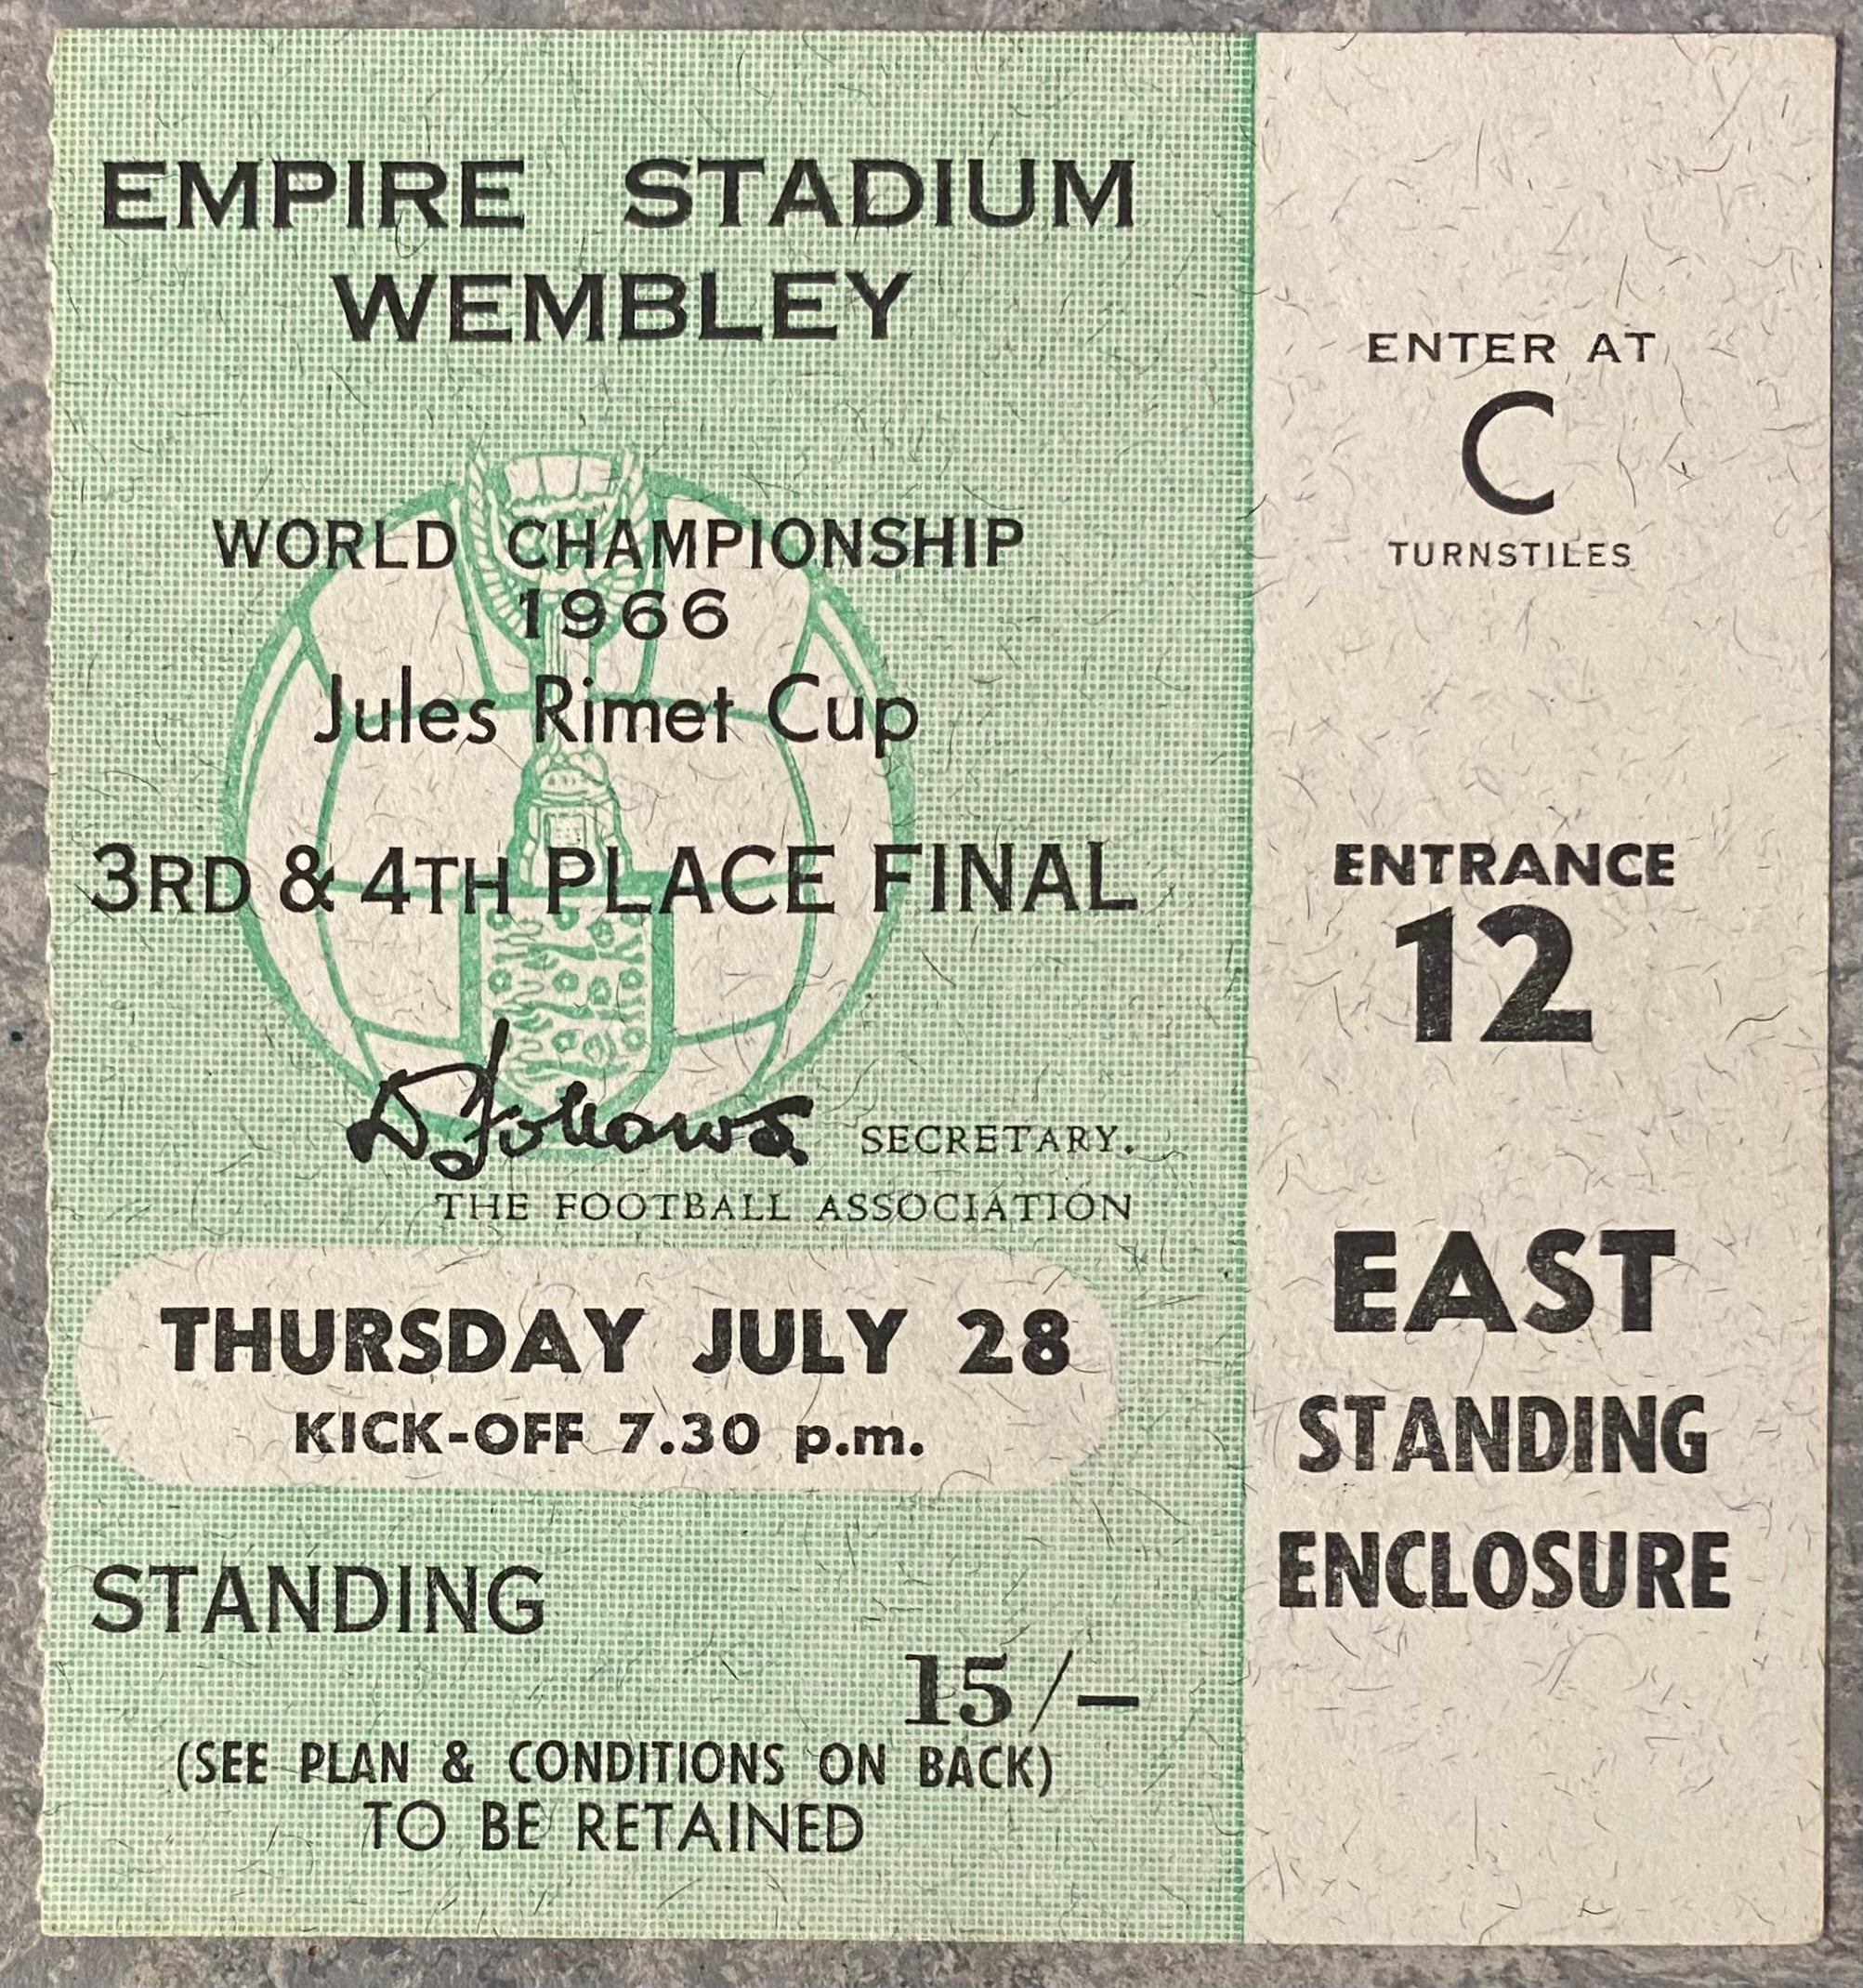 EMPIRE STADIUM
WEMBLEY
WORLD CHAMPIONSHIP
1966
Jules Rimet Cup
3RD & 4TH PLACE FINAL
D Follows SECRETARY.
THE FOOTBALL ASSOCIATION
THURSDAY JULY 28
KICK-OFF 7.30 p.m.
STANDING
15/–
(SEE PLAN & CONDITIONS ON BACK)
TO BE RETAINED
ENTER AT
C
TURNSTILES
ENTRANCE
12
EAST
STANDING
ENCLOSURE